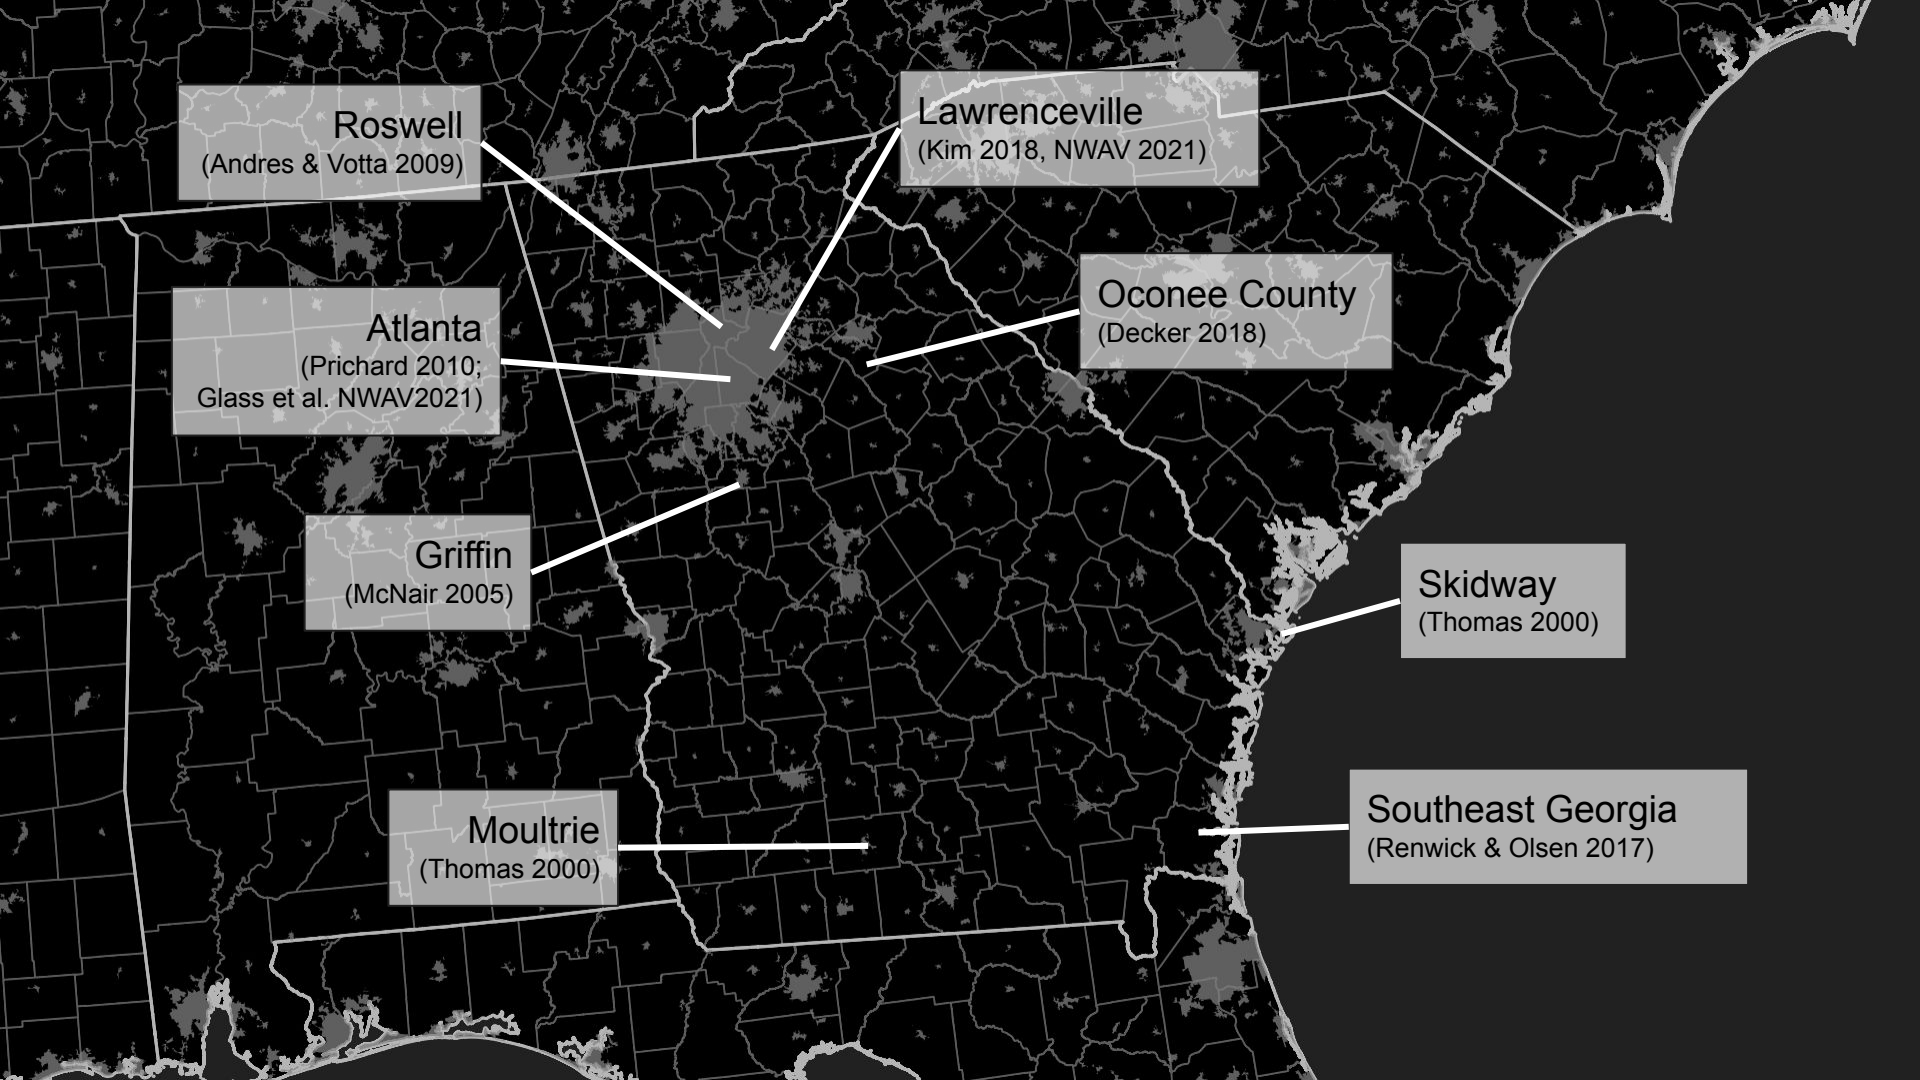 Roswell
(Andres & Votta 2009)
Lawrenceville
(Kim 2018, NWAV 2021)
Atlanta
(Prichard 2010;
Glass et al. NWAV2021)
Oconee County
(Decker 2018)
Griffin
(McNair 2005)
Skidway
(Thomas 2000)
Moultrie
(Thomas 2000)
Southeast Georgia
(Renwick & Olsen 2017)